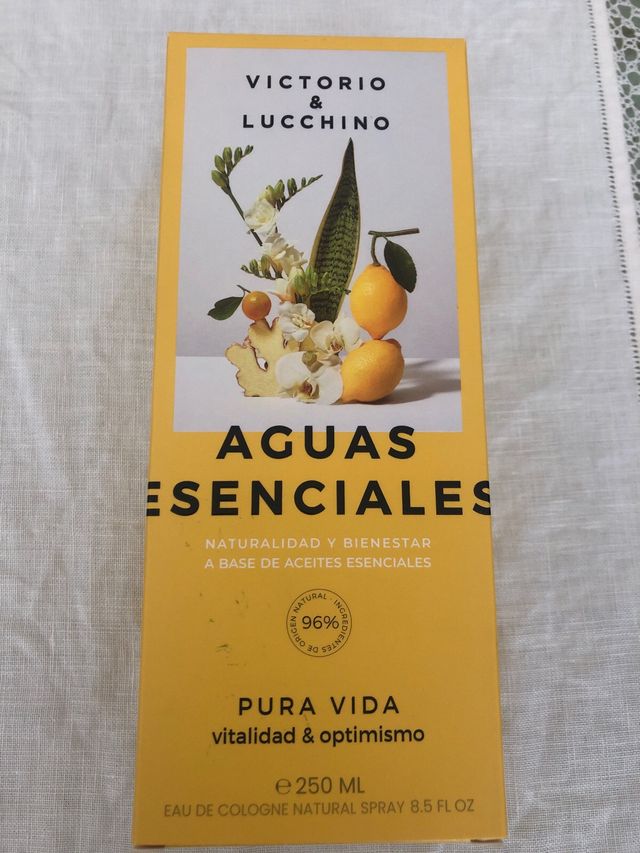 VICTORIO
&
LUCCHINO
AGUAS
ESENCIALES
NATURALIDAD Y BIENESTAR
A BASE DE ACEITES ESENCIALES
INGREDIENTES DE ORIGEN NATURAL ·
96%
PURA VIDA
vitalidad & optimismo
℮ 250 ML
EAU DE COLOGNE NATURAL SPRAY 8.5 FL OZ